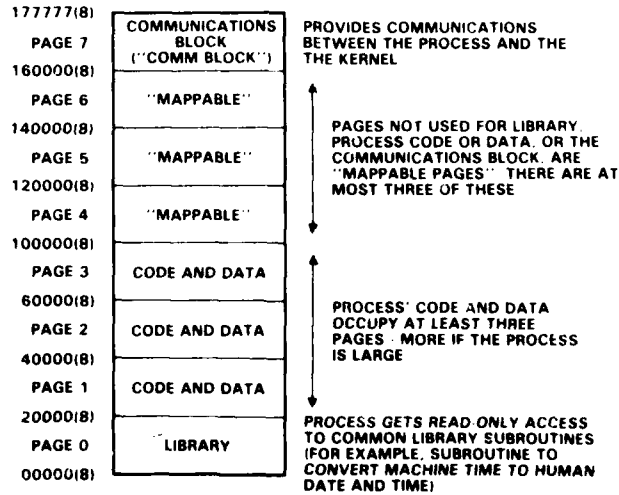 177777(8)
PAGE 7
COMMUNICATIONS
BLOCK
("COMM BLOCK")
PROVIDES COMMUNICATIONS
BETWEEN THE PROCESS AND THE
THE KERNEL
160000(8)
PAGE 6
"MAPPABLE"
140000(8)
PAGE 5
"MAPPABLE"
120000(8)
PAGE 4
"MAPPABLE"
PAGES NOT USED FOR LIBRARY,
PROCESS CODE OR DATA, OR THE
COMMUNICATIONS BLOCK, ARE
"MAPPABLE PAGES" THERE ARE AT
MOST THREE OF THESE
100000(8)
PAGE 3
CODE AND DATA
60000(8)
PAGE 2
CODE AND DATA
40000(8)
PAGE 1
CODE AND DATA
PROCESS' CODE AND DATA
OCCUPY AT LEAST THREE
PAGES - MORE IF THE PROCESS
IS LARGE
20000(8)
PAGE 0
LIBRARY
00000(8)
PROCESS GETS READ-ONLY ACCESS
TO COMMON LIBRARY SUBROUTINES
(FOR EXAMPLE, SUBROUTINE TO
CONVERT MACHINE TIME TO HUMAN
DATE AND TIME)